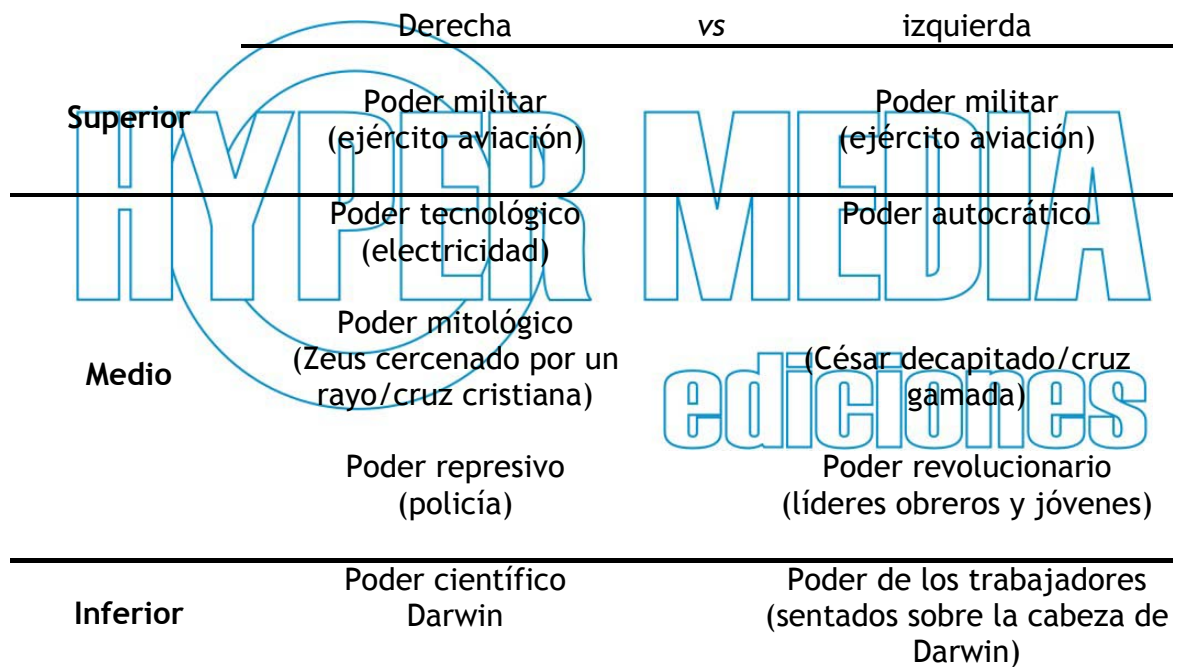 Derecha vs izquierda
Superior
Poder militar
(ejército aviación)
Poder militar
(ejército aviación)
Poder tecnológico
(electricidad)
Poder autocrático
Medio
Poder mitológico
(Zeus cercenado por un
rayo/cruz cristiana)
(César decapitado/cruz
gamada)
Poder represivo
(policía)
Poder revolucionario
(líderes obreros y jóvenes)
Inferior
Poder científico
Darwin
Poder de los trabajadores
(sentados sobre la cabeza de
Darwin)
HYPER MEDIA
ediciones